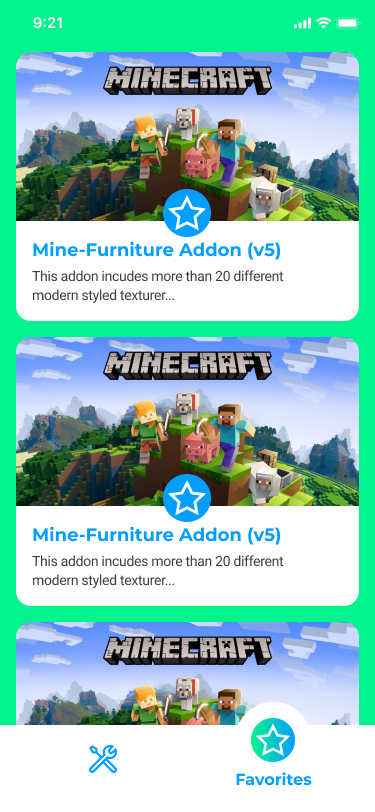 9:21
MINECRAFT
Mine-Furniture Addon (v5)
This addon incudes more than 20 different
modern styled texturer...
MINECRAFT
Mine-Furniture Addon (v5)
This addon incudes more than 20 different
modern styled texturer...
MINECRAFT
Favorites